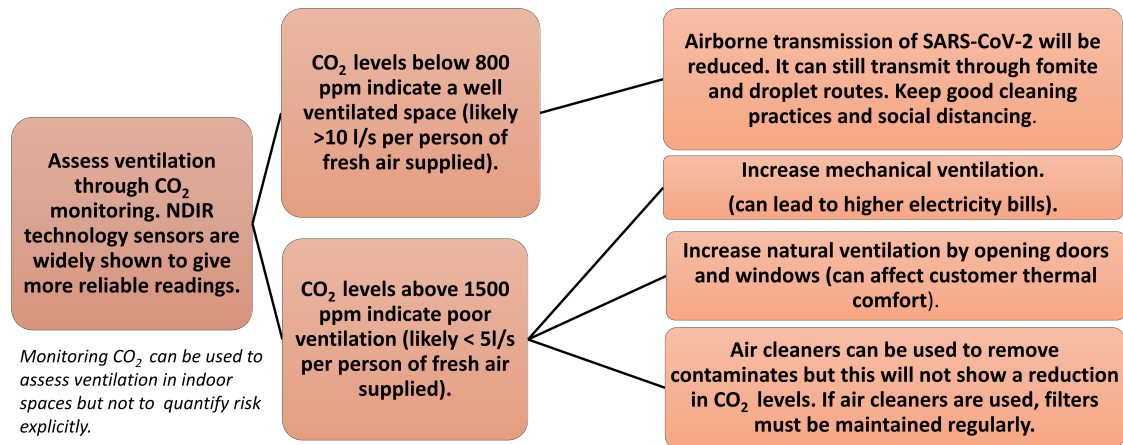 Assess ventilation
through CO₂
monitoring. NDIR
technology sensors are
widely shown to give
more reliable readings.
Monitoring CO₂ can be used to
assess ventilation in indoor
spaces but not to quantify risk
explicitly.
CO₂ levels below 800
ppm indicate a well
ventilated space (likely
>10 l/s per person of
fresh air supplied).
CO₂ levels above 1500
ppm indicate poor
ventilation (likely < 5l/s
per person of fresh air
supplied).
Airborne transmission of SARS-CoV-2 will be
reduced. It can still transmit through fomite
and droplet routes. Keep good cleaning
practices and social distancing.
Increase mechanical ventilation.
(can lead to higher electricity bills).
Increase natural ventilation by opening doors
and windows (can affect customer thermal
comfort).
Air cleaners can be used to remove
contaminates but this will not show a reduction
in CO₂ levels. If air cleaners are used, filters
must be maintained regularly.